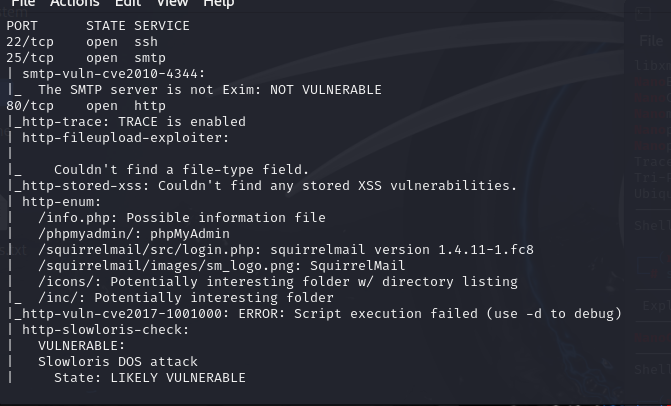 File Actions Edit View Help
PORT STATE SERVICE
22/tcp open ssh
25/tcp open smtp
| smtp-vuln-cve2010-4344:
|_ The SMTP server is not Exim: NOT VULNERABLE
80/tcp open http
|_http-trace: TRACE is enabled
| http-fileupload-exploiter:
|
|_ Couldn't find a file-type field.
|_http-stored-xss: Couldn't find any stored XSS vulnerabilities.
| http-enum:
| /info.php: Possible information file
| /phpmyadmin/: phpMyAdmin
| /squirrelmail/src/login.php: squirrelmail version 1.4.11-1.fc8
| /squirrelmail/images/sm_logo.png: SquirrelMail
| /icons/: Potentially interesting folder w/ directory listing
|_ /inc/: Potentially interesting folder
|_http-vuln-cve2017-1001000: ERROR: Script execution failed (use -d to debug)
| http-slowloris-check:
| VULNERABLE:
| Slowloris DOS attack
| State: LIKELY VULNERABLE
File